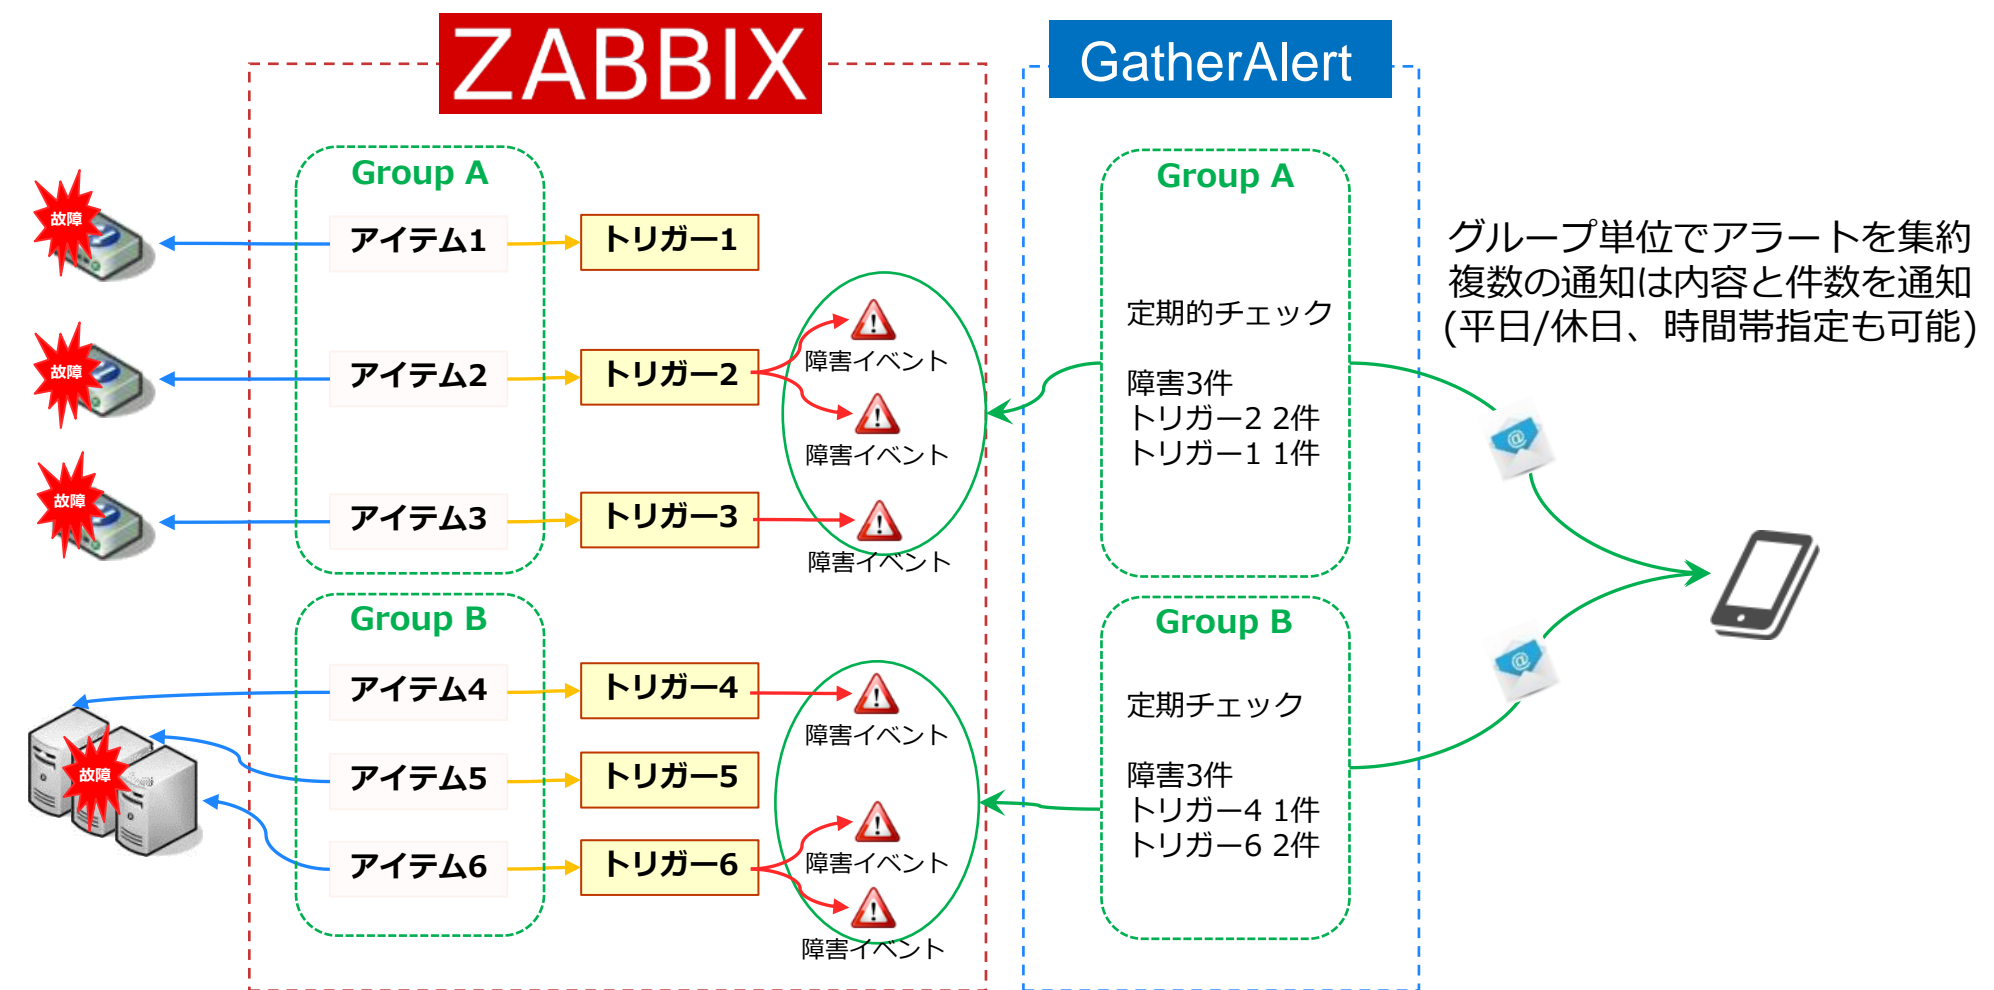 ZABBIX
GatherAlert
Group A
故障
アイテム1
トリガー1
故障
アイテム2
トリガー2
障害イベント
障害イベント
故障
アイテム3
トリガー3
障害イベント
Group B
アイテム4
トリガー4
障害イベント
故障
アイテム5
トリガー5
アイテム6
トリガー6
障害イベント
障害イベント
Group A
定期的チェック
障害3件
トリガー2 2件
トリガー1 1件
Group B
定期チェック
障害3件
トリガー4 1件
トリガー6 2件
グループ単位でアラートを集約
複数の通知は内容と件数を通知
(平日/休日、時間帯指定も可能)